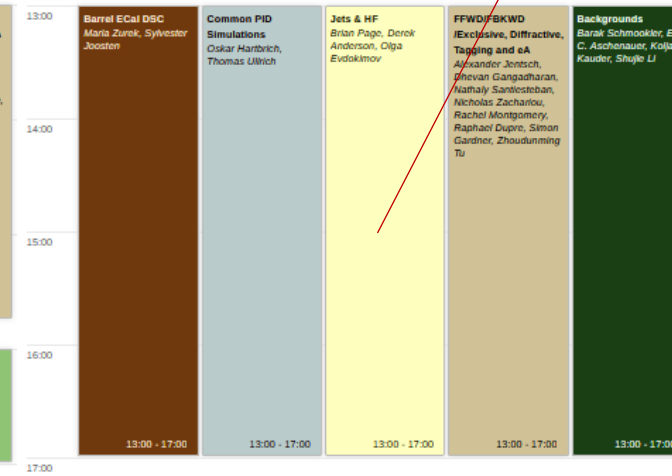 13:00
14:00
15:00
16:00
17:00
Barrel ECal DSC
Maria Zurek, Sylvester
Joosten
13:00 - 17:00
Common PID
Simulations
Oskar Hartbrich,
Thomas Ullrich
13:00 - 17:00
Jets & HF
Brian Page, Derek
Anderson, Olga
Evdokimov
13:00 - 17:00
FFWD/FBKWD
/Exclusive, Diffractive,
Tagging and eA
Alexander Jentsch,
Dhevan Gangadharan,
Nathaly Santiesteban,
Nicholas Zachariou,
Rachel Montgomery,
Raphael Dupre, Simon
Gardner, Zhoudunming
Tu
13:00 - 17:00
Backgrounds
Barak Schmookler, E
C. Aschenauer, Kolja
Kauder, Shujie Li
13:00 - 17:00